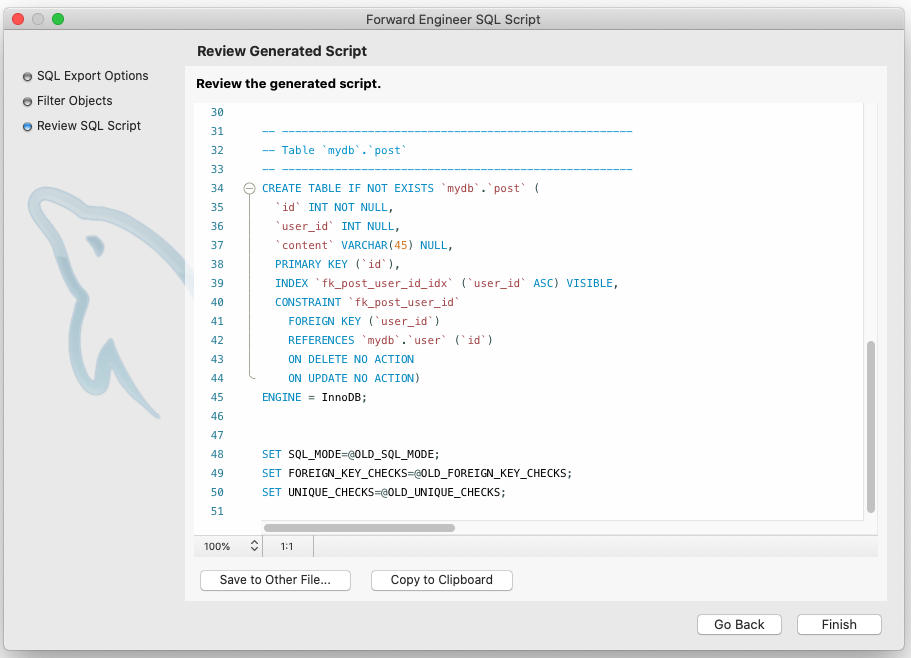 Forward Engineer SQL Script
SQL Export Options
Filter Objects
Review SQL Script
Review Generated Script
Review the generated script.
30
31 -- -----------------------------------------------------
32 -- Table `mydb`.`post`
33 -- -----------------------------------------------------
34 CREATE TABLE IF NOT EXISTS `mydb`.`post` (
35 `id` INT NOT NULL,
36 `user_id` INT NULL,
37 `content` VARCHAR(45) NULL,
38 PRIMARY KEY (`id`),
39 INDEX `fk_post_user_id_idx` (`user_id` ASC) VISIBLE,
40 CONSTRAINT `fk_post_user_id`
41 FOREIGN KEY (`user_id`)
42 REFERENCES `mydb`.`user` (`id`)
43 ON DELETE NO ACTION
44 ON UPDATE NO ACTION)
45 ENGINE = InnoDB;
46
47
48 SET SQL_MODE=@OLD_SQL_MODE;
49 SET FOREIGN_KEY_CHECKS=@OLD_FOREIGN_KEY_CHECKS;
50 SET UNIQUE_CHECKS=@OLD_UNIQUE_CHECKS;
51
100% 1:1
Save to Other File... Copy to Clipboard
Go Back Finish